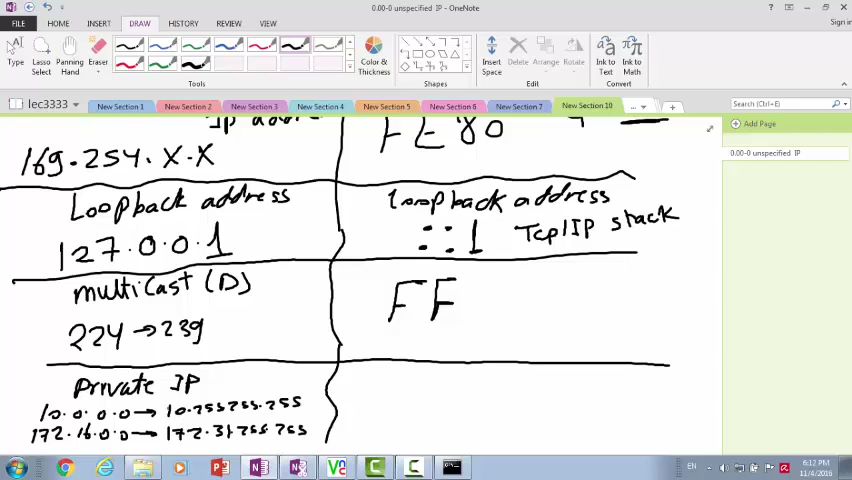 0.00-0 unspecified IP - OneNote
Sign in
FILE HOME INSERT DRAW HISTORY REVIEW VIEW
Type Lasso Select Panning Hand Eraser Color & Thickness Insert Space Delete Arrange Rotate Ink to Text Ink to Math
Tools Shapes Edit Convert
lec3333 New Section 1 New Section 2 New Section 3 New Section 4 New Section 5 New Section 6 New Section 7 New Section 10 ... + Search (Ctrl+E)
Add Page
0.00-0 unspecified IP
FE 80
169.254.X.X
Loopback address
127.0.0.1
Loopback address
::1 Tcp/IP stack
multicast (D)
224 → 239
FF
Private IP
10.0.0.0 → 10.255.255.255
172.16.0.0 → 172.31.255.255
EN 6:12 PM
11/4/2016